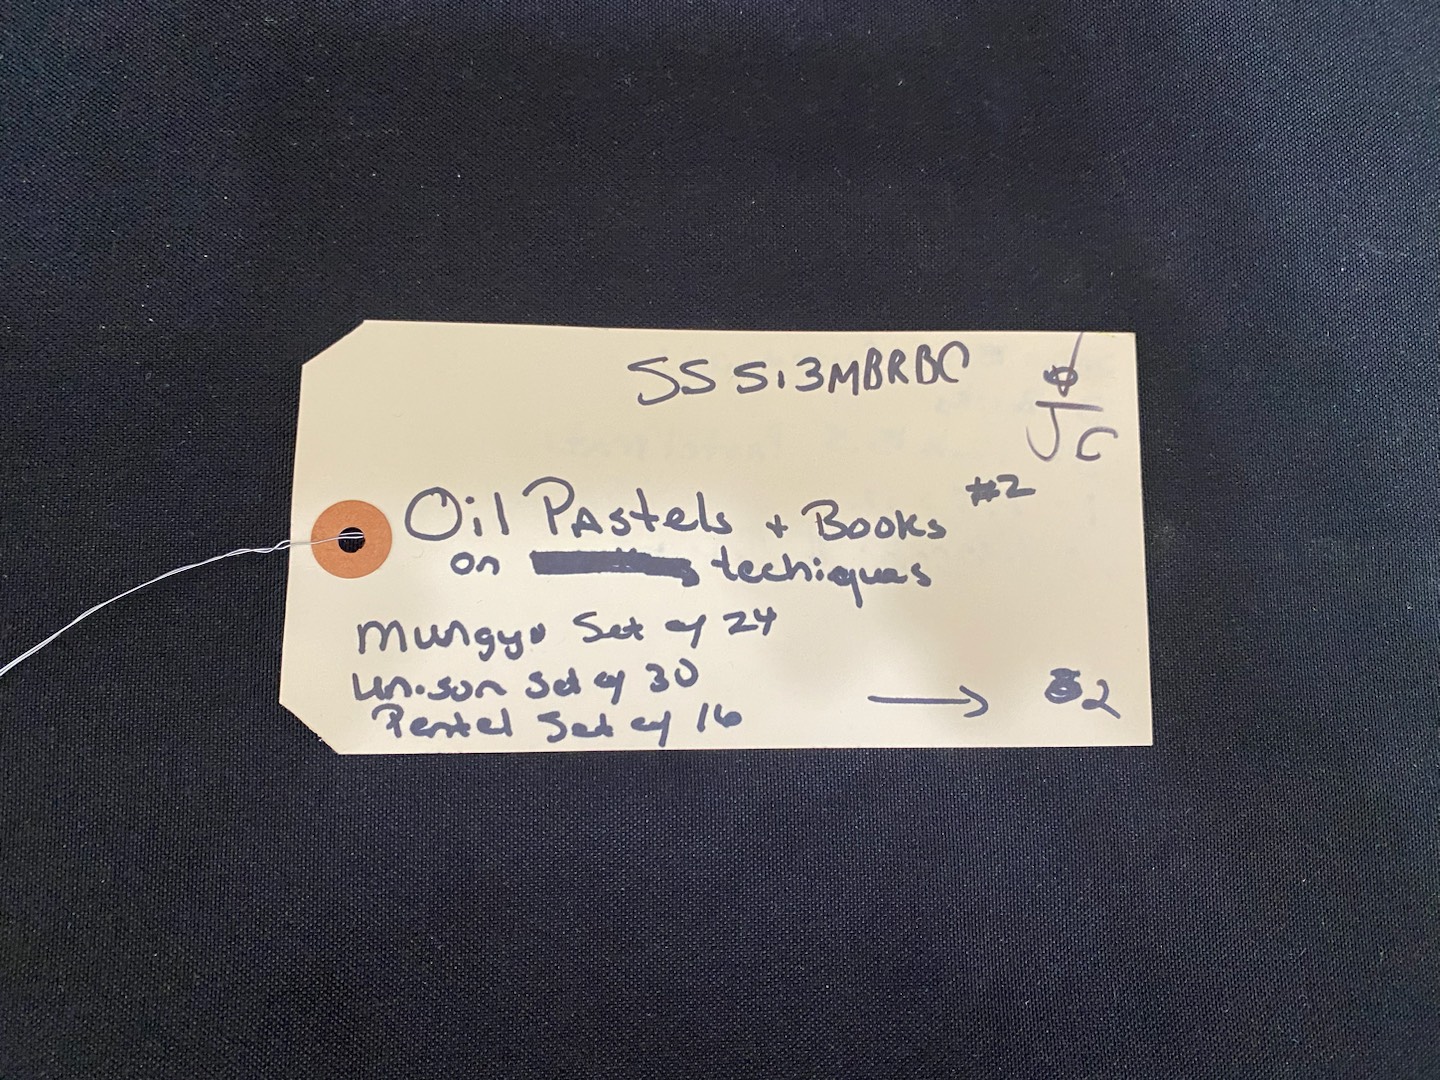 SS 513MBRBC
JC
Oil Pastels + Books #2
on techiques
Mungyo Set of 24
Unison Set of 30
Pentel Set of 16
→ 2